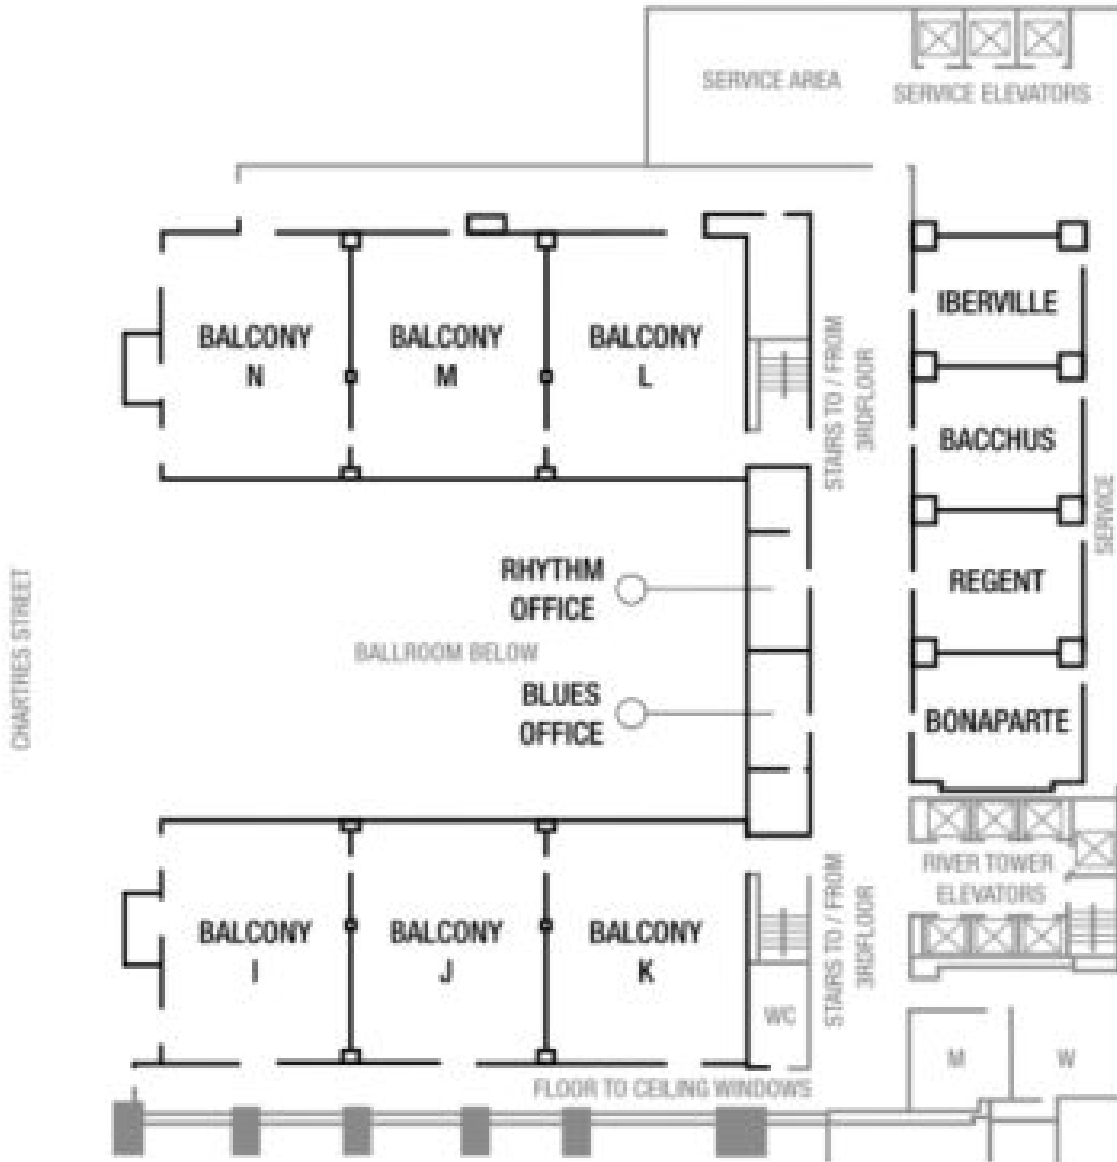 SERVICE AREA
SERVICE ELEVATORS
BALCONY
N
BALCONY
M
BALCONY
L
STAIRS TO / FROM
3RDFLOOR
IBERVILLE
BACCHUS
SERVICE
REGENT
BONAPARTE
CHARTRES STREET
RHYTHM
OFFICE
BALLROOM BELOW
BLUES
OFFICE
RIVER TOWER
ELEVATORS
BALCONY
I
BALCONY
J
BALCONY
K
WC
STAIRS TO / FROM
3RDFLOOR
M
W
FLOOR TO CEILING WINDOWS